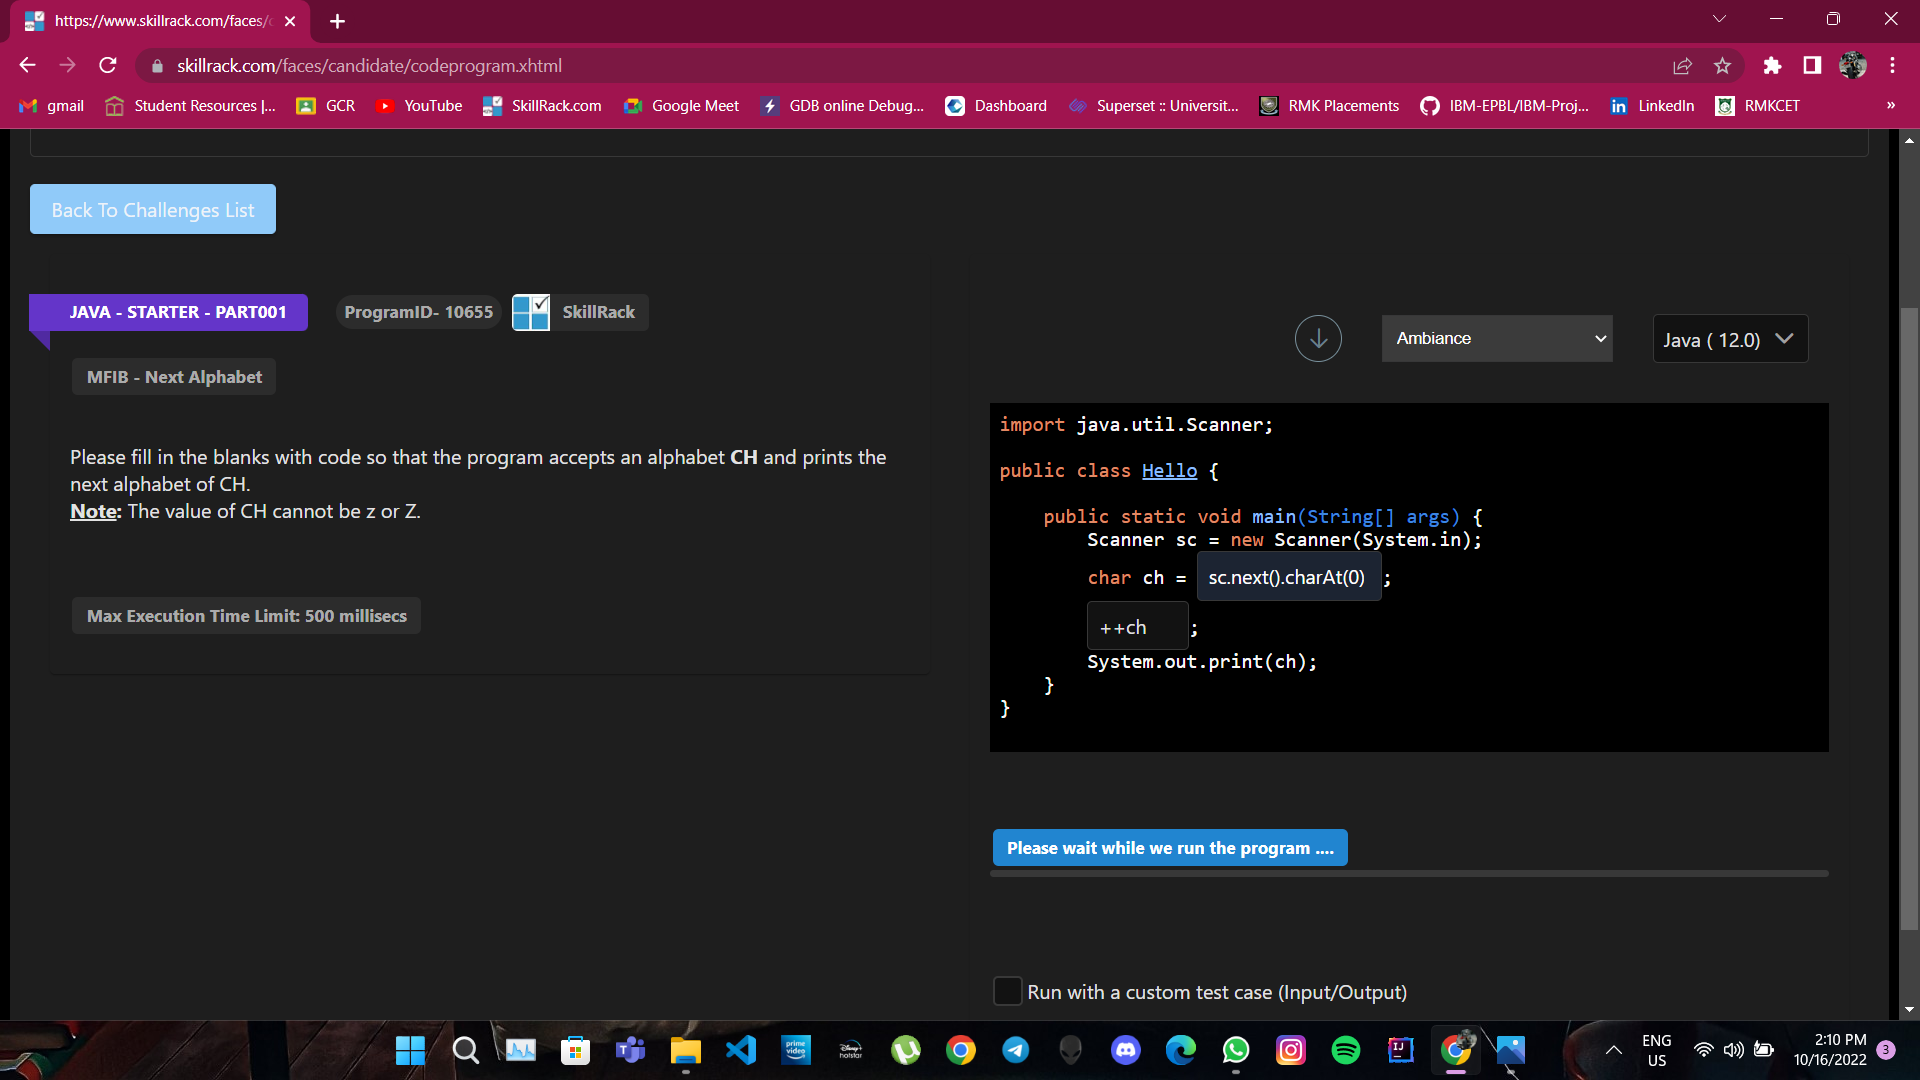 https://www.skillrack.com/faces/c
skillrack.com/faces/candidate/codeprogram.xhtml
gmail
Student Resources |...
GCR
YouTube
SkillRack.com
Google Meet
GDB online Debug...
Dashboard
Superset :: Universit...
RMK Placements
IBM-EPBL/IBM-Proj...
LinkedIn
RMKCET
»
Back To Challenges List
JAVA - STARTER - PART001
ProgramID- 10655
SkillRack
MFIB - Next Alphabet
Please fill in the blanks with code so that the program accepts an alphabet CH and prints the
next alphabet of CH.
Note: The value of CH cannot be z or Z.
Max Execution Time Limit: 500 millisecs
Ambiance
Java ( 12.0)
import java.util.Scanner;
public class Hello {
public static void main(String[] args) {
Scanner sc = new Scanner(System.in);
char ch = sc.next().charAt(0) ;
++ch ;
System.out.print(ch);
}
}
Please wait while we run the program ....
Run with a custom test case (Input/Output)
prime video
hotstar
ENG
US
2:10 PM
10/16/2022
3